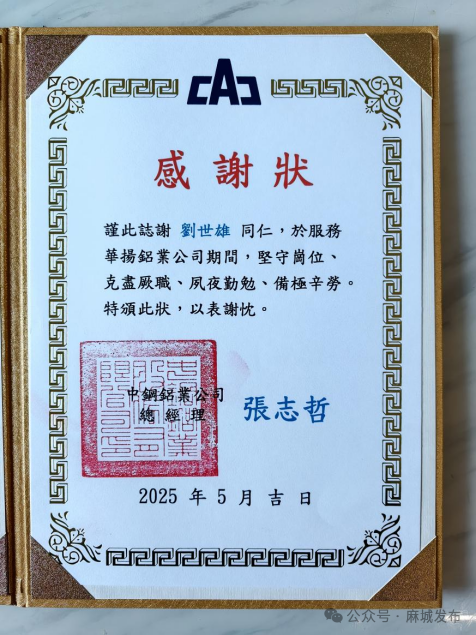 CAC
感謝狀
謹此誌謝 劉世雄 同仁，於服務
華揚鋁業公司期間，堅守崗位、
克盡厥職、夙夜勤勉、備極辛勞。
特頒此狀，以表謝忱。
中鋼鋁業公司
總經理 張志哲
2025 年 5 月 吉 日
公众号 · 麻城发布